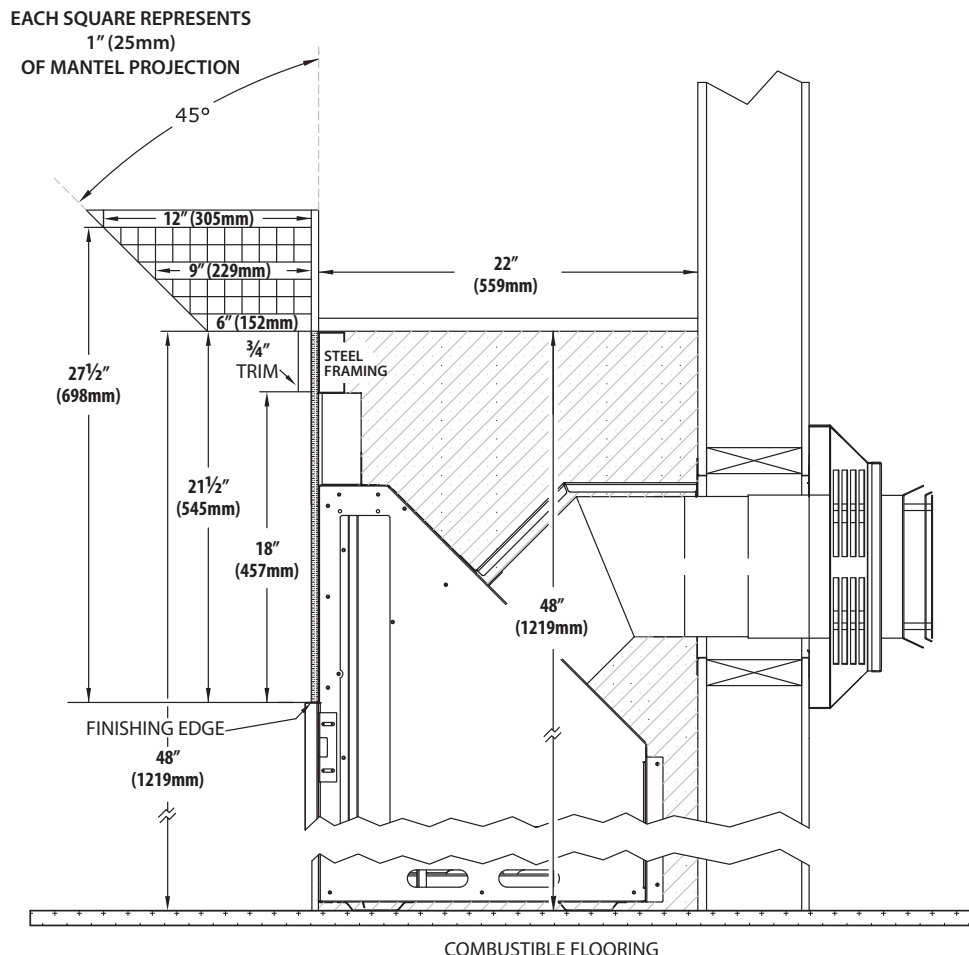 EACH SQUARE REPRESENTS
1″ (25mm)
OF MANTEL PROJECTION
45°
12″ (305mm)
9″ (229mm)
6″ (152mm)
22″
(559mm)
¾″
TRIM
STEEL
FRAMING
27½″
(698mm)
21½″
(545mm)
18″
(457mm)
48″
(1219mm)
FINISHING EDGE
48″
(1219mm)
COMBUSTIBLE FLOORING